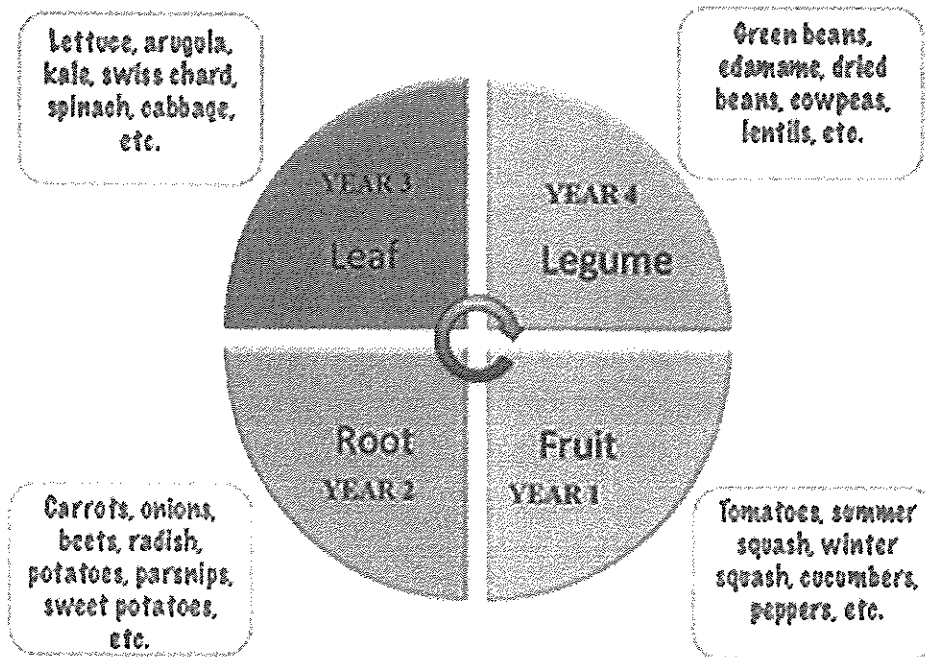 Lettuce, arugola,
kale, swiss chard,
spinach, cabbage,
etc.
Green beans,
edamame, dried
beans, cowpeas,
lentils, etc.
YEAR 3
Leaf
YEAR 4
Legume
Root
YEAR 2
Fruit
YEAR 1
Carrots, onions,
beets, radish,
potatoes, parsnips,
sweet potatoes,
etc.
Tomatoes, summer
squash, winter
squash, cucumbers,
peppers, etc.